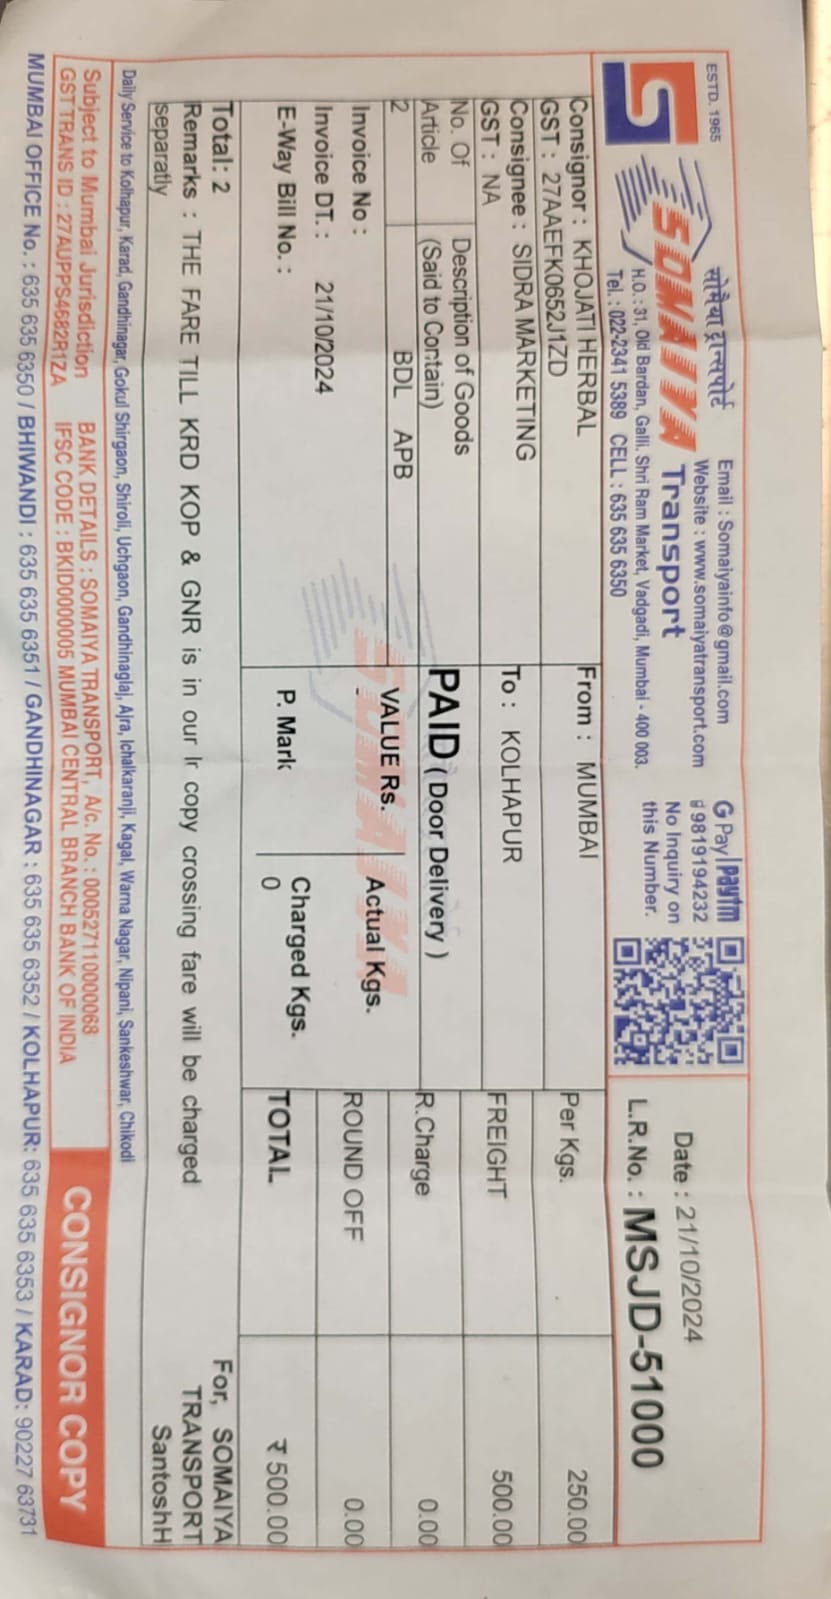 ESTD. 1965
सोमैया ट्रान्सपोर्ट
SOMAIYA Transport
Email : Somaiyainfo@gmail.com
Website : www.somaiyatransport.com
H.O. : 31, Old Bardan, Galli, Shri Ram Market, Vadgadi, Mumbai - 400 003.
Tel. : 022-2341 5389 CELL : 635 635 6350
G Pay / Paytm
9819194232
No Inquiry on
this Number.
Date : 21/10/2024
L.R.No. : MSJD-51000
Consignor : KHOJATI HERBAL
GST : 27AAEFK0652J1ZD
From : MUMBAI
Per Kgs. 250.00
Consignee : SIDRA MARKETING
GST : NA
To : KOLHAPUR
FREIGHT 500.00
No. Of Article
Description of Goods
(Said to Contain)
PAID ( Door Delivery )
R.Charge 0.00
2 BDL APB
VALUE Rs. Actual Kgs.
-
Invoice No :
ROUND OFF 0.00
Invoice DT. : 21/10/2024
E-Way Bill No. :
P. Mark
Charged Kgs.
0
TOTAL ₹ 500.00
Total: 2
Remarks : THE FARE TILL KRD KOP & GNR is in our lr copy crossing fare will be charged
separatly
For, SOMAIYA
TRANSPORT
SantoshH
Daily Service to Kolhapur, Karad, Gandhinagar, Gokul Shirgaon, Shiroli, Uchgaon, Gandhinaglaj, Ajra, Ichalkaranji, Kagal, Warna Nagar, Nipani, Sankeshwar, Chikodi
Subject to Mumbai Jurisdiction
GST TRANS ID : 27AUPPS4682R1ZA
BANK DETAILS : SOMAIYA TRANSPORT, A/c. No. : 000527110000068
IFSC CODE : BKID0000005 MUMBAI CENTRAL BRANCH BANK OF INDIA
CONSIGNOR COPY
MUMBAI OFFICE No. : 635 635 6350 / BHIWANDI : 635 635 6351 / GANDHINAGAR : 635 635 6352 / KOLHAPUR: 635 635 6353 / KARAD: 90227 63731